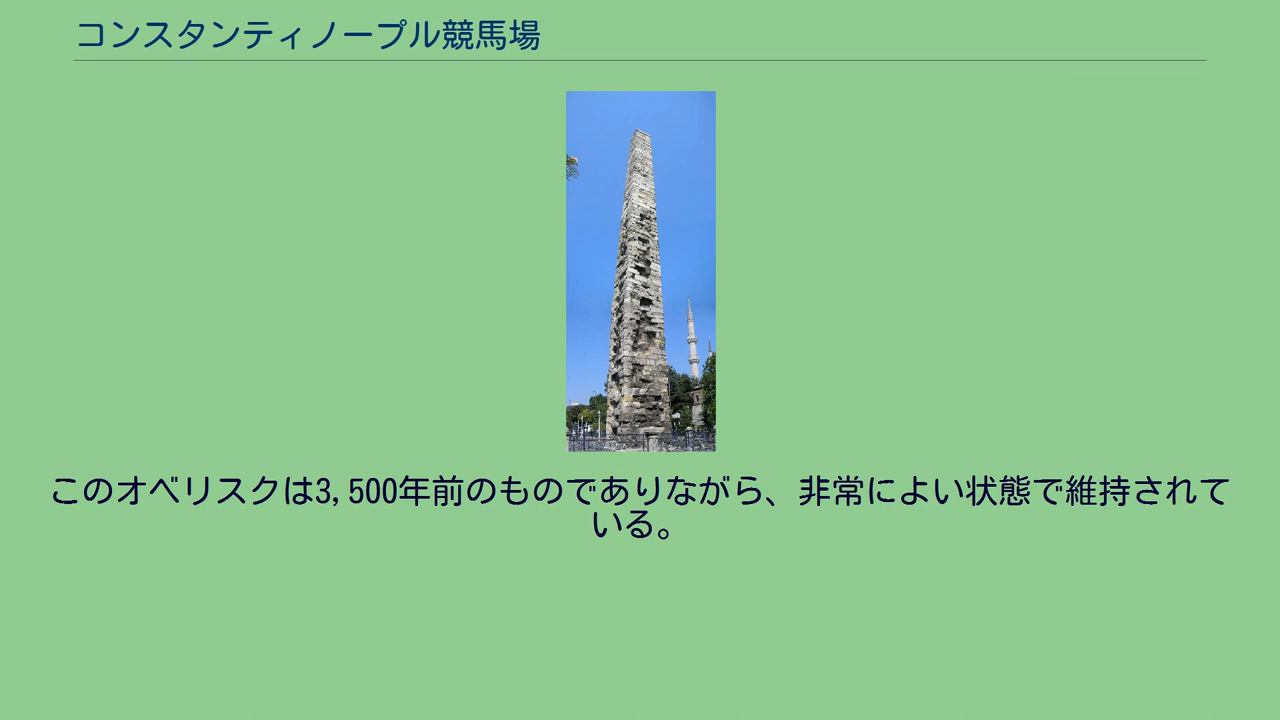 コンスタンティノープル競馬場
このオベリスクは3,500年前のものでありながら、非常によい状態で維持されて
いる。